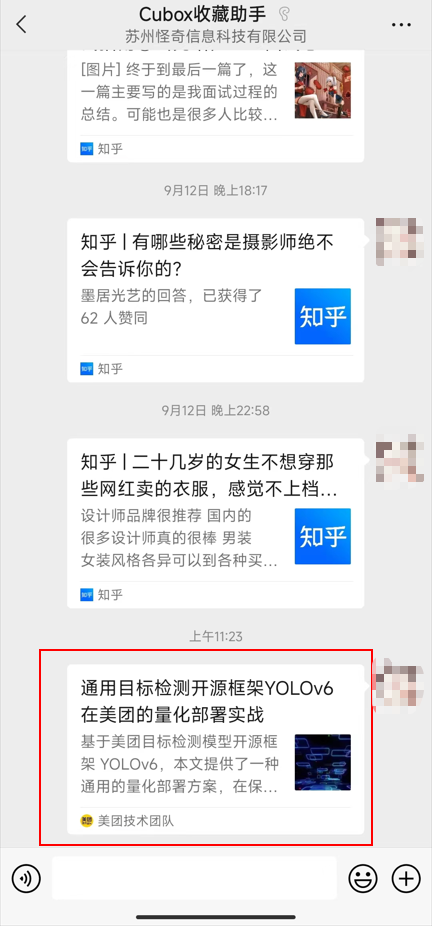 Cubox收藏助手
苏州怪奇信息科技有限公司
[图片] 终于到最后一篇了，这
一篇主要写的是我面试过程的
总结。可能也是很多人比较…
知乎 知乎
9月12日 晚上18:17
知乎 | 有哪些秘密是摄影师绝不
会告诉你的？
墨居光艺的回答，已获得了
62 人赞同
知乎
知乎 知乎
9月12日 晚上22:58
知乎 | 二十几岁的女生不想穿那
些网红卖的衣服，感觉不上档…
设计师品牌很推荐 国内的
很多设计师真的很棒 男装
女装风格各异可以到各种买…
知乎
知乎 知乎
上午11:23
通用目标检测开源框架YOLOv6
在美团的量化部署实战
基于美团目标检测模型开源框
架 YOLOv6，本文提供了一种
通用的量化部署方案，在保…
美团 美团技术团队